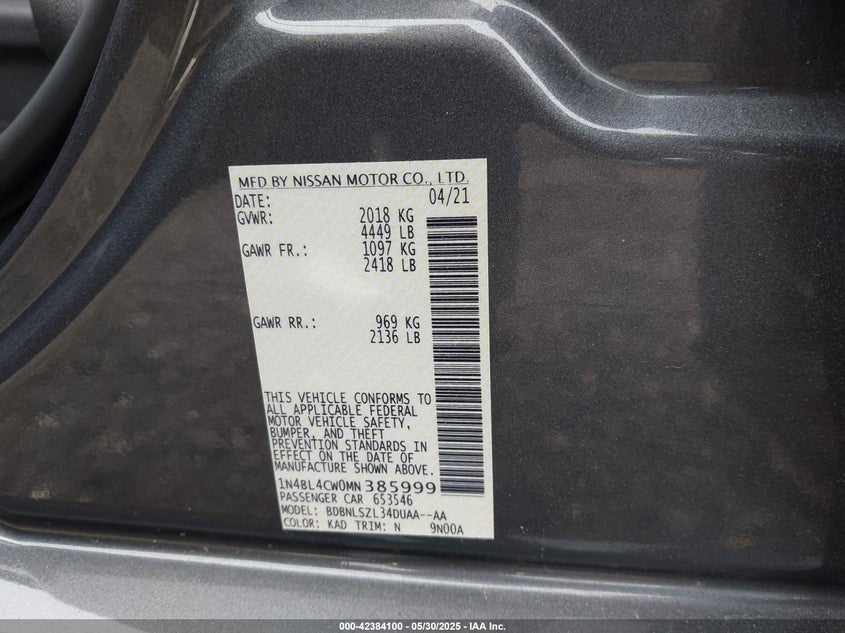 MFD BY NISSAN MOTOR CO., LTD.
DATE: 04/21
GVWR: 2018 KG
4449 LB
GAWR FR.: 1097 KG
2418 LB
GAWR RR.: 969 KG
2136 LB
THIS VEHICLE CONFORMS TO
ALL APPLICABLE FEDERAL
MOTOR VEHICLE SAFETY,
BUMPER, AND THEFT
PREVENTION STANDARDS IN
EFFECT ON THE DATE OF
MANUFACTURE SHOWN ABOVE.
1N4BL4CW0MN385999
PASSENGER CAR 653546
MODEL: BDBNLSZL34DUAA--AA
COLOR: KAD TRIM: N 9N00A
000-42384100 - 05/30/2025 - IAA Inc.